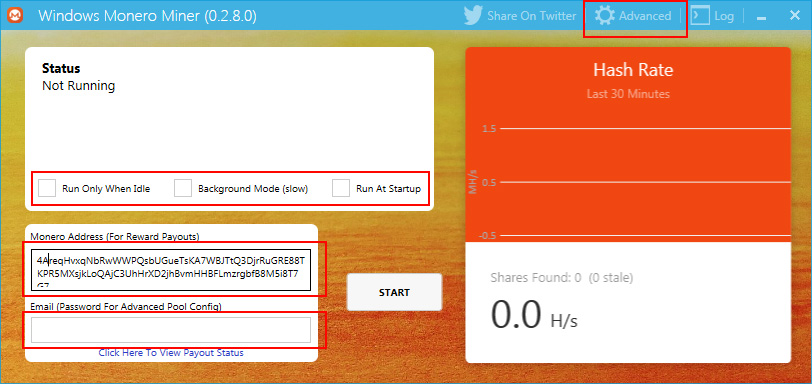 Windows Monero Miner (0.2.8.0)
Share On Twitter
Advanced
Log
Status
Not Running
Run Only When Idle
Background Mode (slow)
Run At Startup
Monero Address (For Reward Payouts)
4AreqHvxqNbRwWWPQsbUGueTsKA7WBJTtQ3DjrRuGRE88T
KPR5MXsjkLoQAjC3UhHrXD2jhBvmHHBFLmzrgbfB8M5i8T7
G7
Email (Password For Advanced Pool Config)
Click Here To View Payout Status
START
Hash Rate
Last 30 Minutes
MH/s
1.5
0.5
-0.5
Shares Found: 0 (0 stale)
0.0 H/s